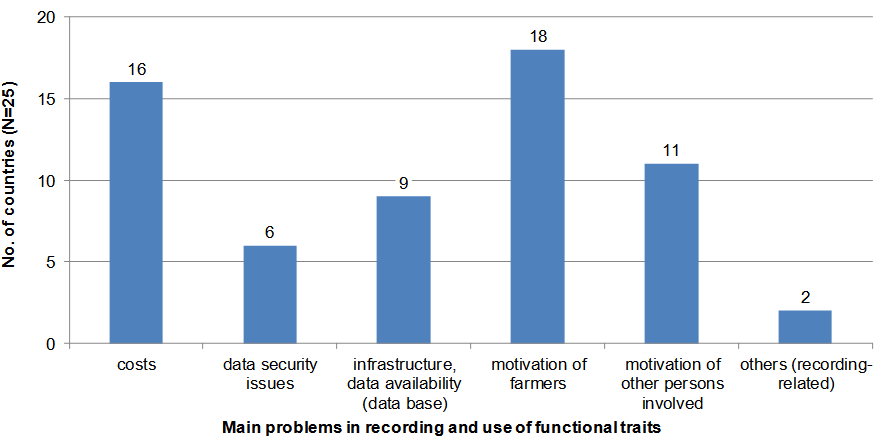 20
15
10
5
0
No. of countries (N=25)
16
6
9
18
11
2
costs
data security
issues
infrastructure,
data availability
(data base)
motivation of
farmers
motivation of
other persons
involved
others (recording-
related)
Main problems in recording and use of functional traits